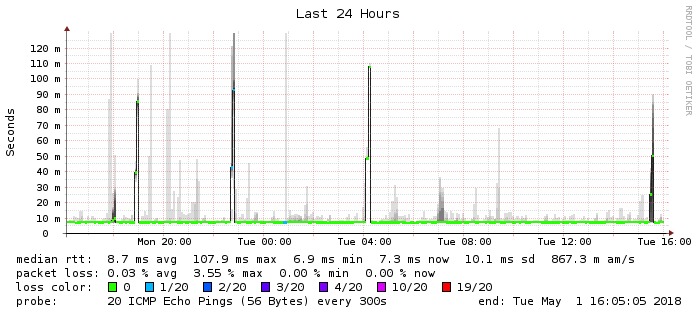 Last 24 Hours
RRDTOOL / TOBI OETIKER
Seconds
120 m
110 m
100 m
90 m
80 m
70 m
60 m
50 m
40 m
30 m
20 m
10 m
0
Mon 20:00 Tue 00:00 Tue 04:00 Tue 08:00 Tue 12:00 Tue 16:00
median rtt: 8.7 ms avg 107.9 ms max 6.9 ms min 7.3 ms now 10.1 ms sd 867.3 m am/s
packet loss: 0.03 % avg 3.55 % max 0.00 % min 0.00 % now
loss color: 0 1/20 2/20 3/20 4/20 10/20 19/20
probe: 20 ICMP Echo Pings (56 Bytes) every 300s end: Tue May 1 16:05:05 2018